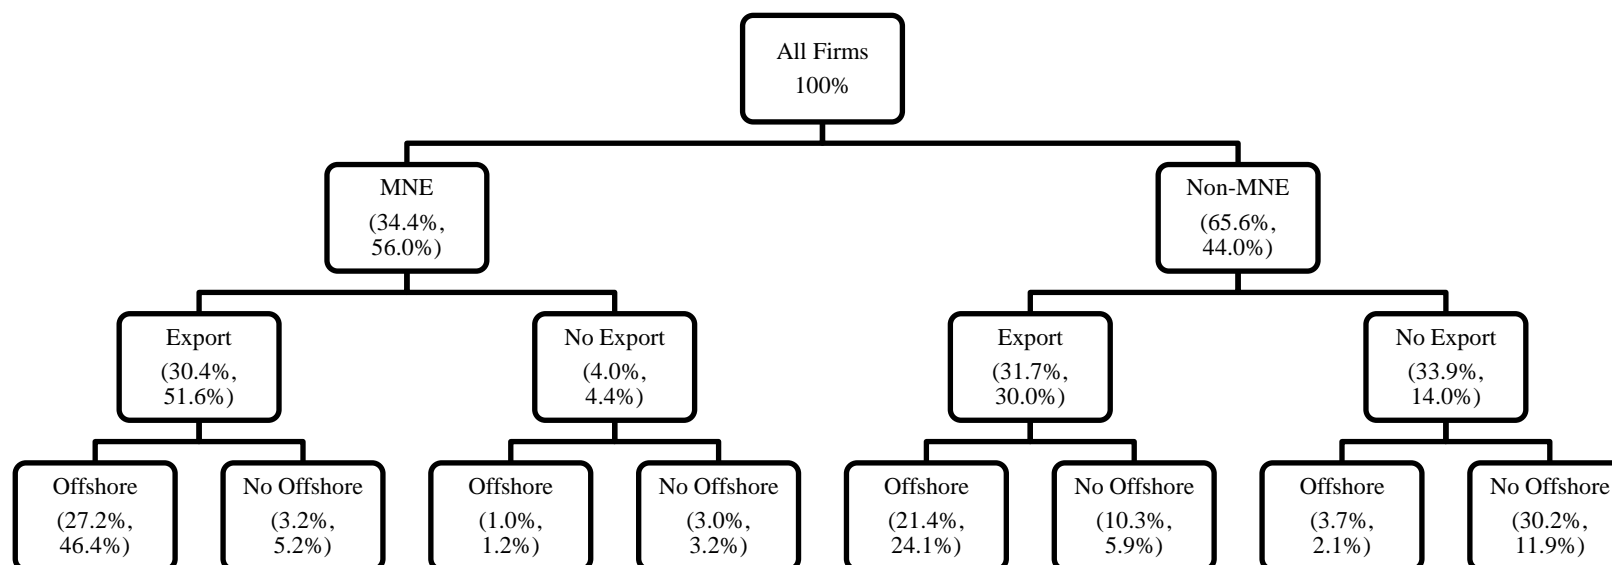 All Firms
100%
MNE
(34.4%,
56.0%)
Non-MNE
(65.6%,
44.0%)
Export
(30.4%,
51.6%)
No Export
(4.0%,
4.4%)
Export
(31.7%,
30.0%)
No Export
(33.9%,
14.0%)
Offshore
(27.2%,
46.4%)
No Offshore
(3.2%,
5.2%)
Offshore
(1.0%,
1.2%)
No Offshore
(3.0%,
3.2%)
Offshore
(21.4%,
24.1%)
No Offshore
(10.3%,
5.9%)
Offshore
(3.7%,
2.1%)
No Offshore
(30.2%,
11.9%)